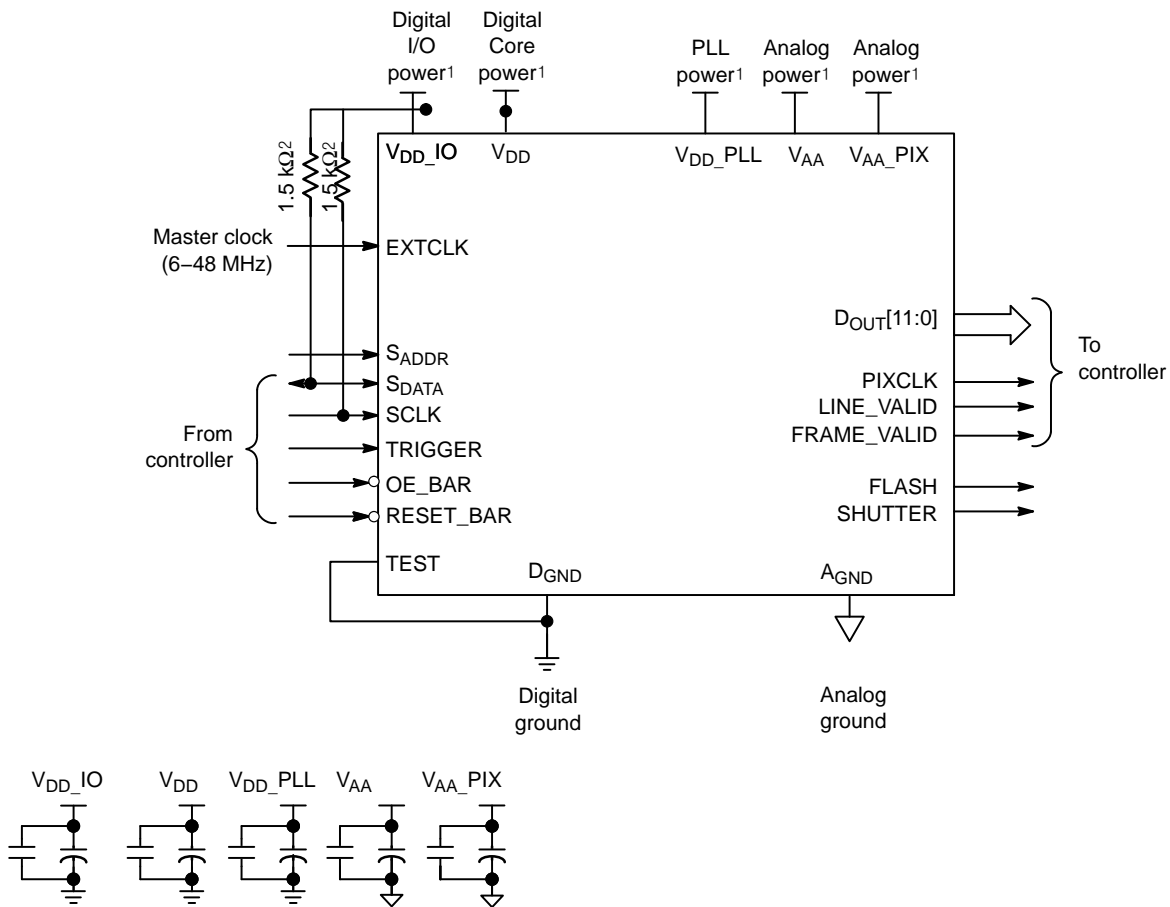 Digital
I/O
power1
Digital
Core
power1
PLL
power1
Analog
power1
Analog
power1
1.5 kΩ2
1.5 kΩ2
VDD_IO
VDD
VDD_PLL
VAA
VAA_PIX
Master clock
(6–48 MHz)
EXTCLK
SADDR
SDATA
SCLK
TRIGGER
OE_BAR
RESET_BAR
TEST
From
controller
DOUT[11:0]
PIXCLK
LINE_VALID
FRAME_VALID
FLASH
SHUTTER
To
controller
DGND
AGND
Digital
ground
Analog
ground
VDD_IO
VDD
VDD_PLL
VAA
VAA_PIX